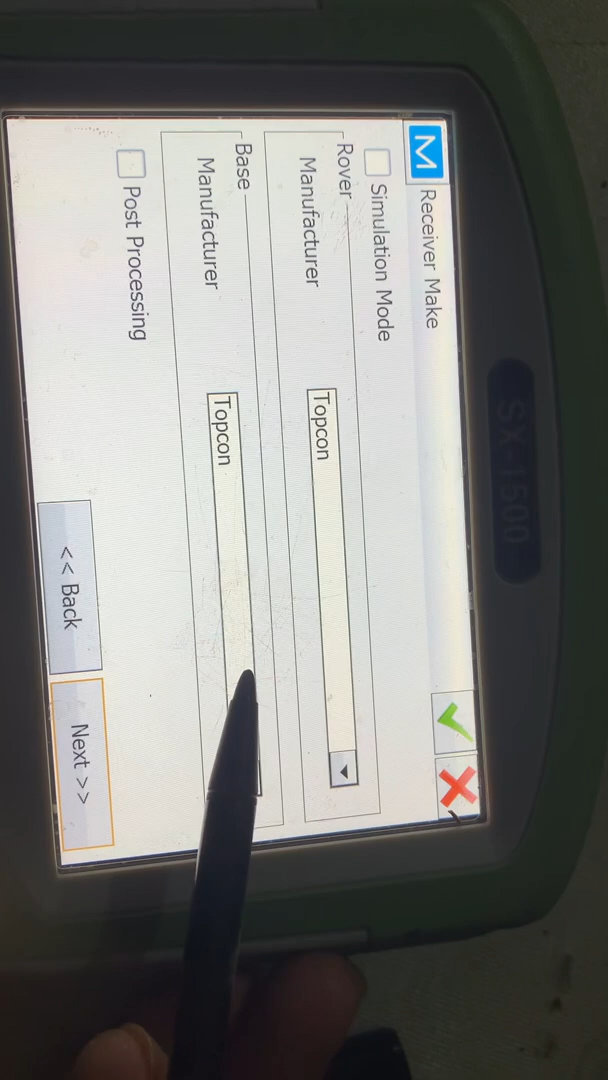 SX-1500
M Receiver Make
Simulation Mode
Rover
Manufacturer Topcon
Base
Manufacturer Topcon
Post Processing
<< Back Next >>